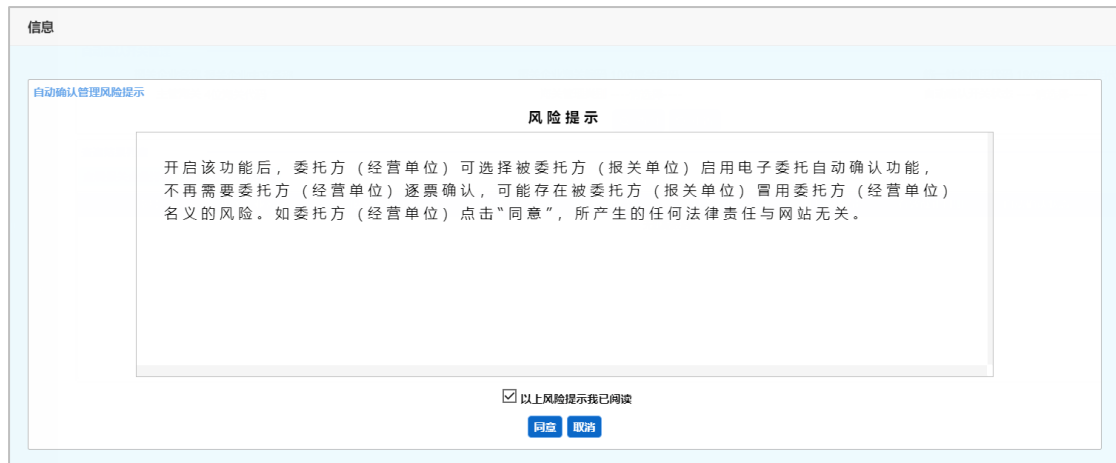 信息
自动确认管理风险提示
风险提示
开启该功能后，委托方（经营单位）可选择被委托方（报关单位）启用电子委托自动确认功能，
不再需要委托方（经营单位）逐票确认，可能存在被委托方（报关单位）冒用委托方（经营单位）
名义的风险。如委托方（经营单位）点击“同意”，所产生的任何法律责任与网站无关。
以上风险提示我已阅读
同意 取消